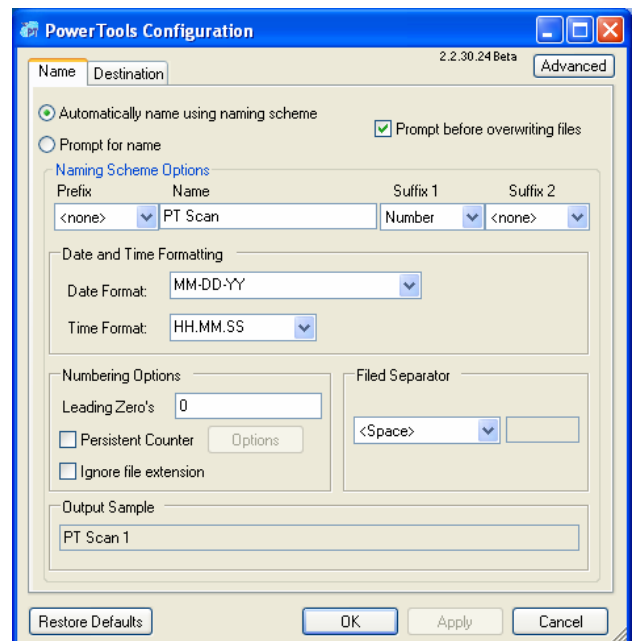 PowerTools Configuration
2.2.30.24 Beta
Name Destination Advanced
Automatically name using naming scheme
Prompt before overwriting files
Prompt for name
Naming Scheme Options
Prefix Name Suffix 1 Suffix 2
<none> PT Scan Number <none>
Date and Time Formatting
Date Format: MM-DD-YY
Time Format: HH.MM.SS
Numbering Options Filed Separator
Leading Zero's 0
<Space>
Persistent Counter Options
Ignore file extension
Output Sample
PT Scan 1
Restore Defaults OK Apply Cancel